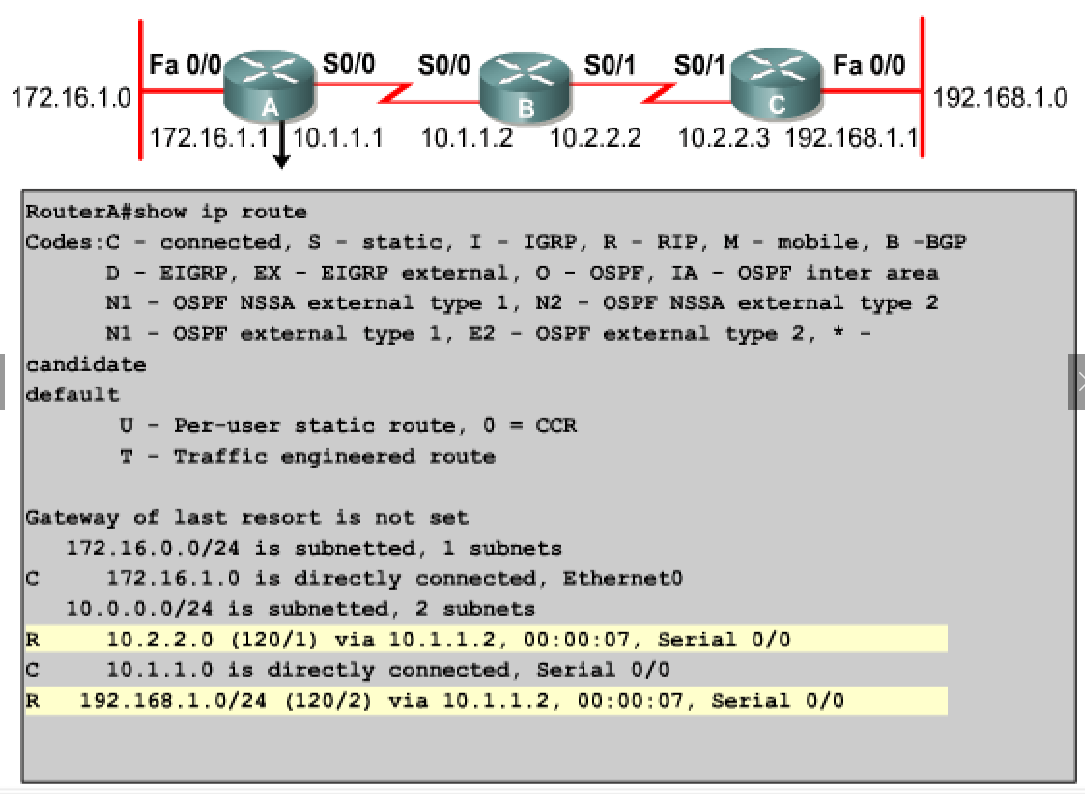 Fa 0/0 S0/0 S0/0 S0/1 S0/1 Fa 0/0
172.16.1.0 A B C 192.168.1.0
172.16.1.1 10.1.1.1 10.1.1.2 10.2.2.2 10.2.2.3 192.168.1.1
RouterA#show ip route
Codes:C - connected, S - static, I - IGRP, R - RIP, M - mobile, B -BGP
D - EIGRP, EX - EIGRP external, O - OSPF, IA - OSPF inter area
N1 - OSPF NSSA external type 1, N2 - OSPF NSSA external type 2
N1 - OSPF external type 1, E2 - OSPF external type 2, * -
candidate
default
U - Per-user static route, 0 = CCR
T - Traffic engineered route
Gateway of last resort is not set
172.16.0.0/24 is subnetted, 1 subnets
C 172.16.1.0 is directly connected, Ethernet0
10.0.0.0/24 is subnetted, 2 subnets
R 10.2.2.0 (120/1) via 10.1.1.2, 00:00:07, Serial 0/0
C 10.1.1.0 is directly connected, Serial 0/0
R 192.168.1.0/24 (120/2) via 10.1.1.2, 00:00:07, Serial 0/0